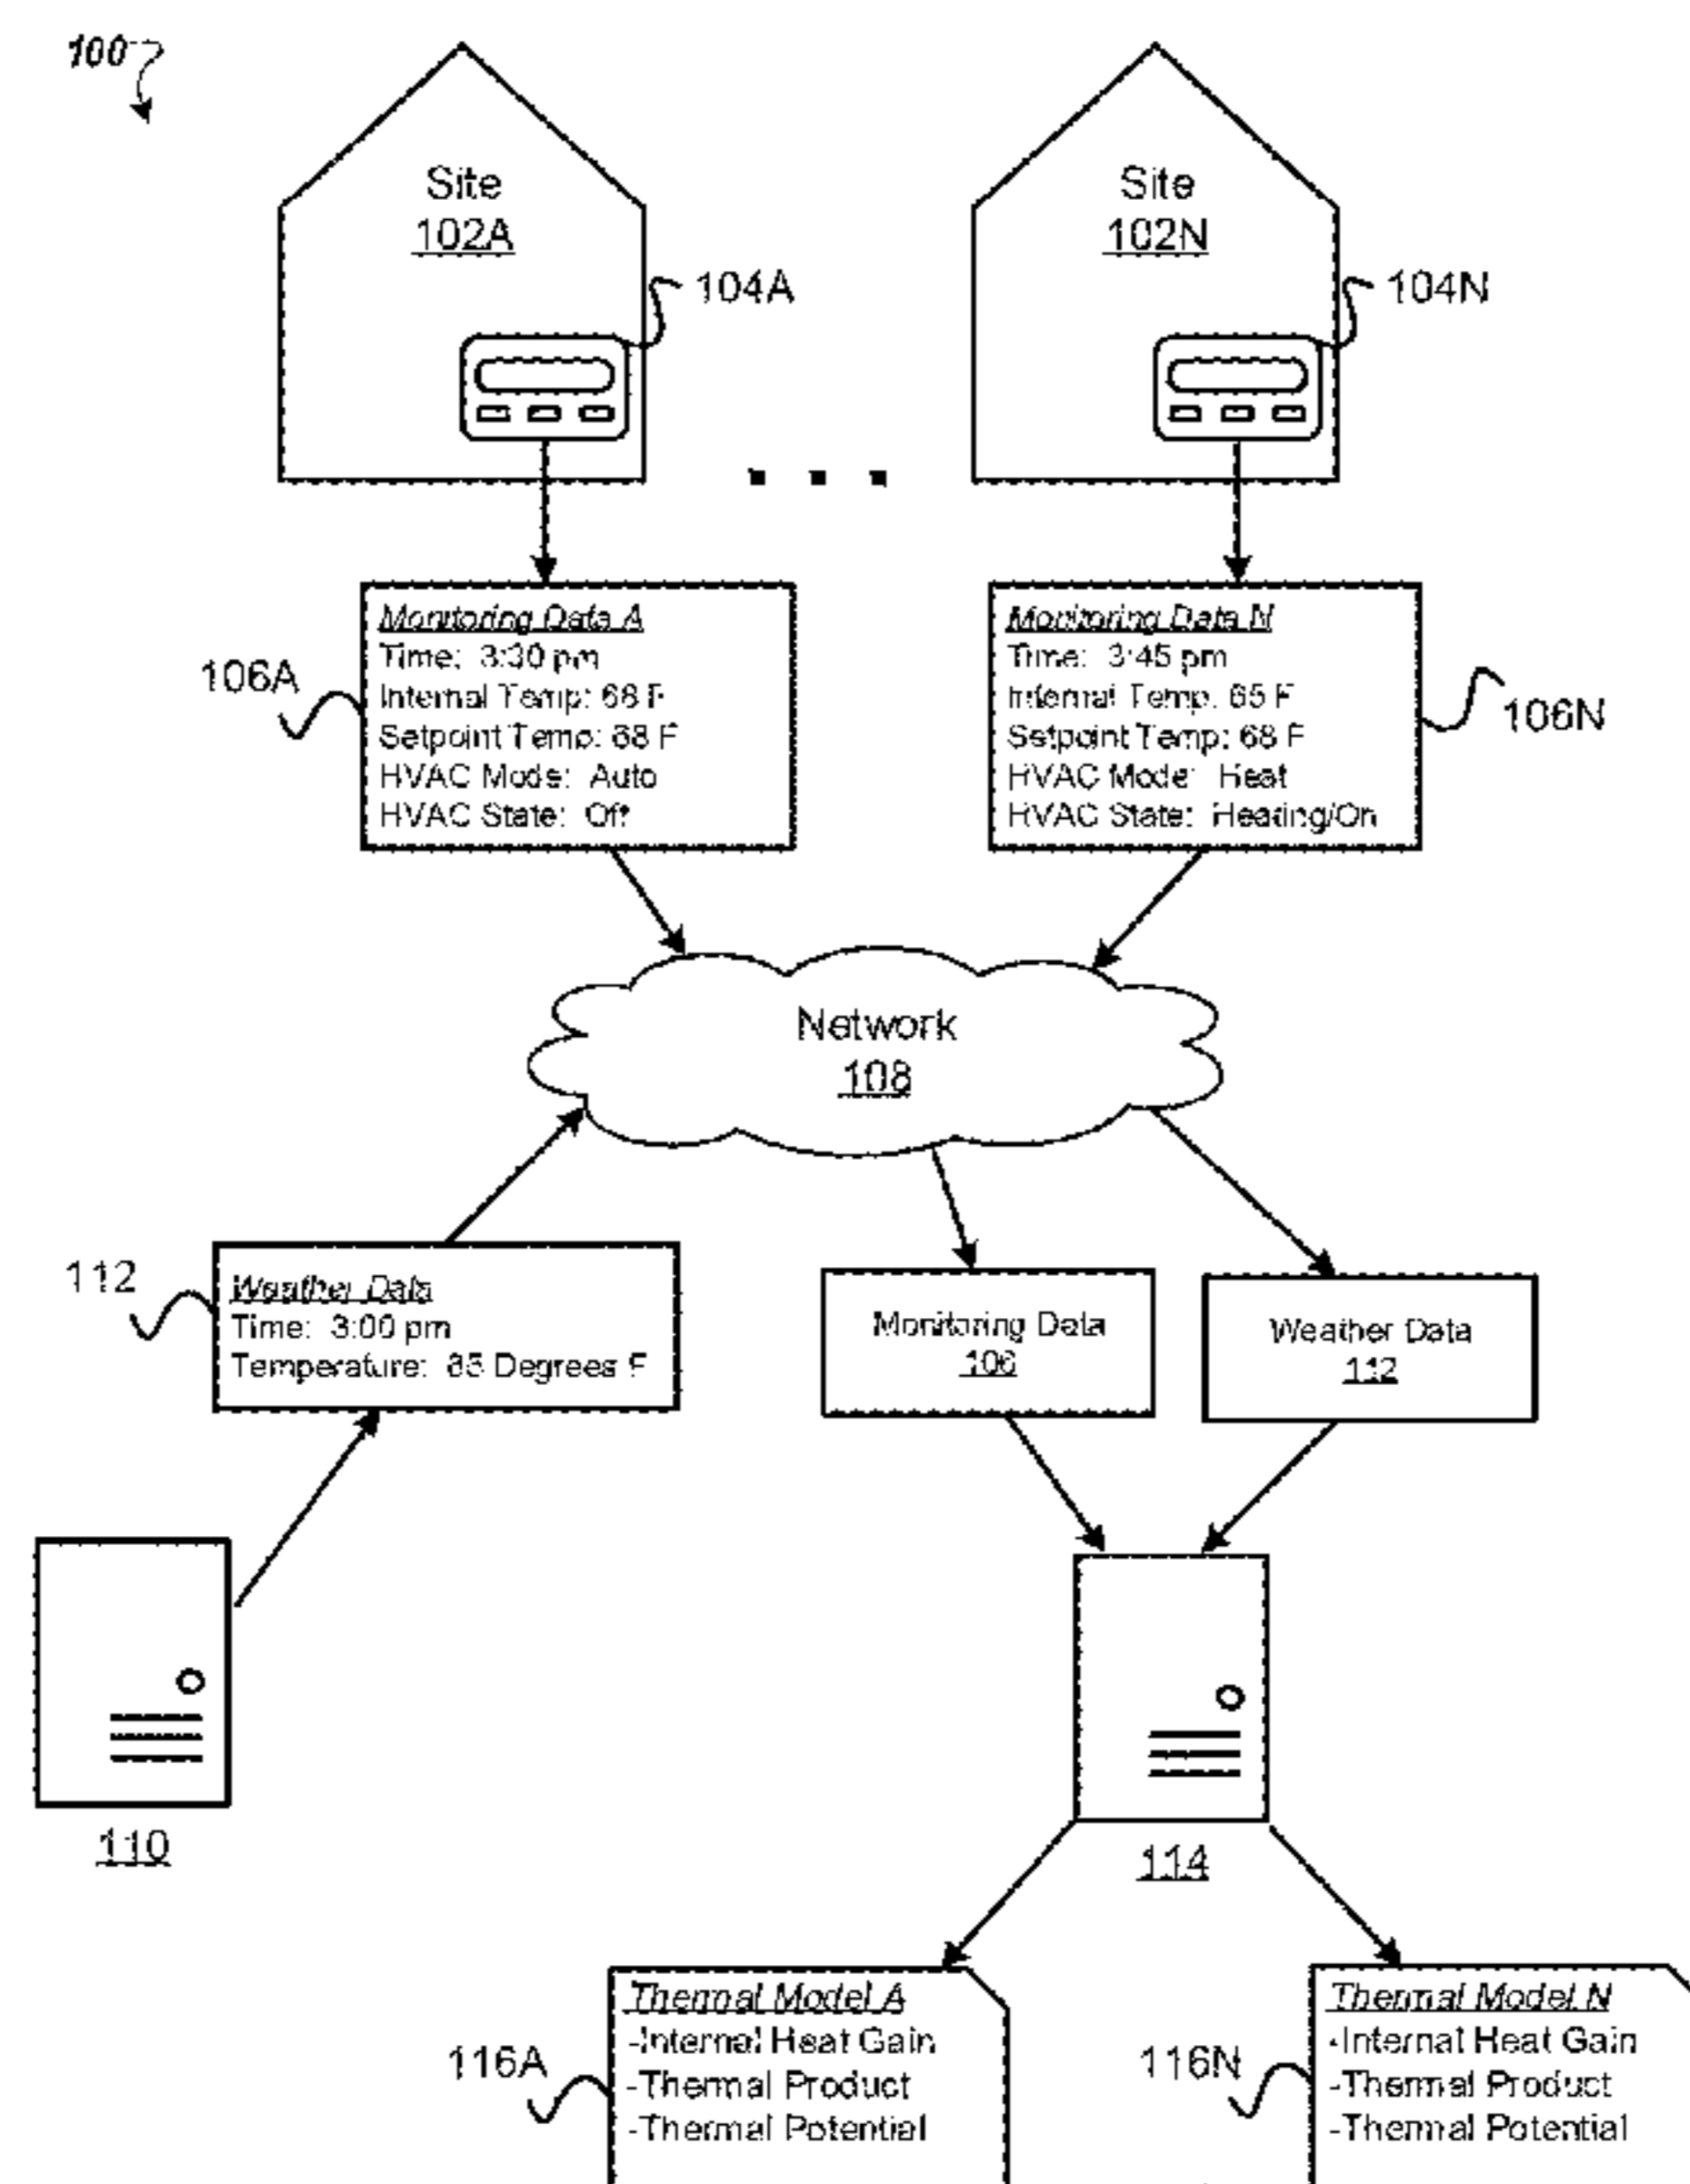 100
Site
102A
Site
102N
104A
104N
Monitoring Data A
Time: 3:30 pm
Internal Temp: 68 F
Setpoint Temp: 68 F
HVAC Mode: Auto
HVAC State: Off
106A
Monitoring Data N
Time: 3:45 pm
Internal Temp: 65 F
Setpoint Temp: 68 F
HVAC Mode: Heat
HVAC State: Heating/On
106N
Network
108
112
Weather Data
Time: 3:00 pm
Temperature: Degrees F
Monitoring Data
106
Weather Data
112
110
114
Thermal Model A
-Internal Heat Gain
-Thermal Product
-Thermal Potential
116A
Thermal Model N
-Internal Heat Gain
-Thermal Product
-Thermal Potential
116N